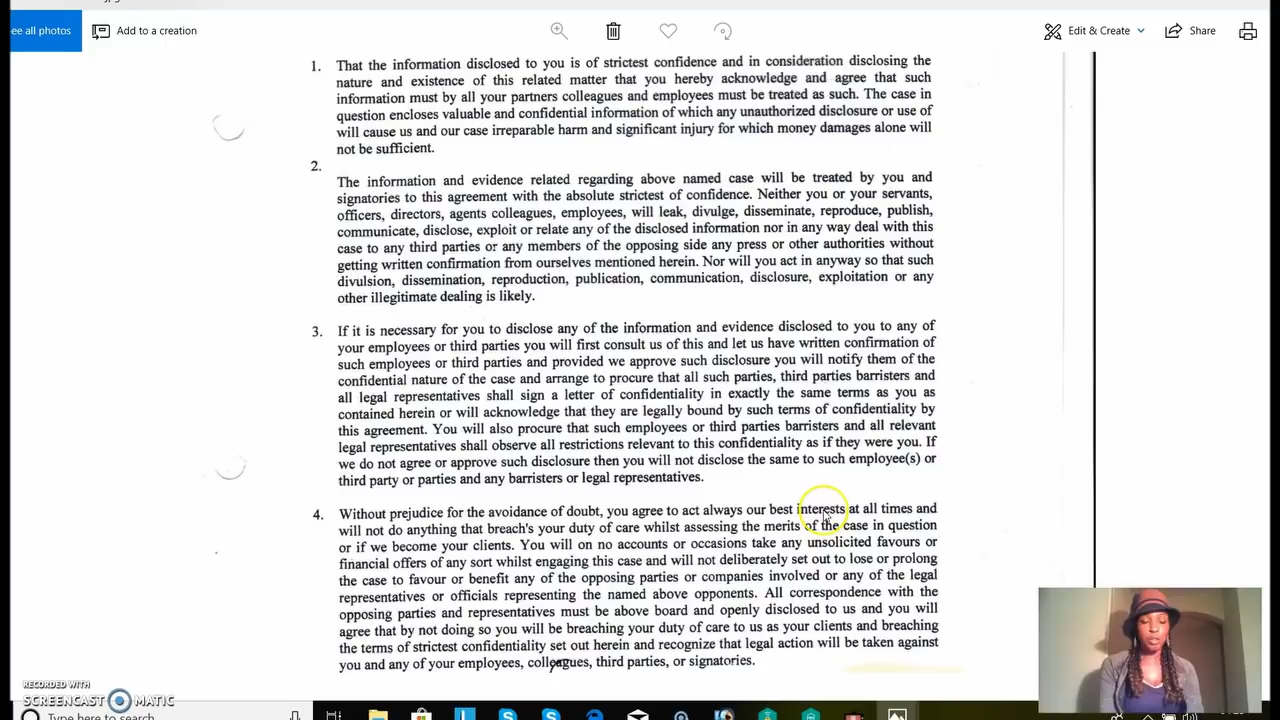 see all photos
Add to a creation
Edit & Create
Share
1. That the information disclosed to you is of strictest confidence and in consideration disclosing the
nature and existence of this related matter that you hereby acknowledge and agree that such
information must by all your partners colleagues and employees must be treated as such. The case in
question encloses valuable and confidential information of which any unauthorized disclosure or use of
will cause us and our case irreparable harm and significant injury for which money damages alone will
not be sufficient.
2.
The information and evidence related regarding above named case will be treated by you and
signatories to this agreement with the absolute strictest of confidence. Neither you or your servants,
officers, directors, agents colleagues, employees, will leak, divulge, disseminate, reproduce, publish,
communicate, disclose, exploit or relate any of the disclosed information nor in any way deal with this
case to any third parties or any members of the opposing side any press or other authorities without
getting written confirmation from ourselves mentioned herein. Nor will you act in anyway so that such
divulsion, dissemination, reproduction, publication, communication, disclosure, exploitation or any
other illegitimate dealing is likely.
3. If it is necessary for you to disclose any of the information and evidence disclosed to you to any of
your employees or third parties you will first consult us of this and let us have written confirmation of
such employees or third parties and provided we approve such disclosure you will notify them of the
confidential nature of the case and arrange to procure that all such parties, third parties barristers and
all legal representatives shall sign a letter of confidentiality in exactly the same terms as you as
contained herein or will acknowledge that they are legally bound by such terms of confidentiality by
this agreement. You will also procure that such employees or third parties barristers and all relevant
legal representatives shall observe all restrictions relevant to this confidentiality as if they were you. If
we do not agree or approve such disclosure then you will not disclose the same to such employee(s) or
third party or parties and any barristers or legal representatives.
4. Without prejudice for the avoidance of doubt, you agree to act always our best interests at all times and
will not do anything that breach's your duty of care whilst assessing the merits of the case in question
or if we become your clients. You will on no accounts or occasions take any unsolicited favours or
financial offers of any sort whilst engaging this case and will not deliberately set out to lose or prolong
the case to favour or benefit any of the opposing parties or companies involved or any of the legal
representatives or officials representing the named above opponents. All correspondence with the
opposing parties and representatives must be above board and openly disclosed to us and you will
agree that by not doing so you will be breaching your duty of care to us as your clients and breaching
the terms of strictest confidentiality set out herein and recognize that legal action will be taken against
you and any of your employees, colleagues, third parties, or signatories.
RECORDED WITH
SCREENCAST MATIC
Type here to search